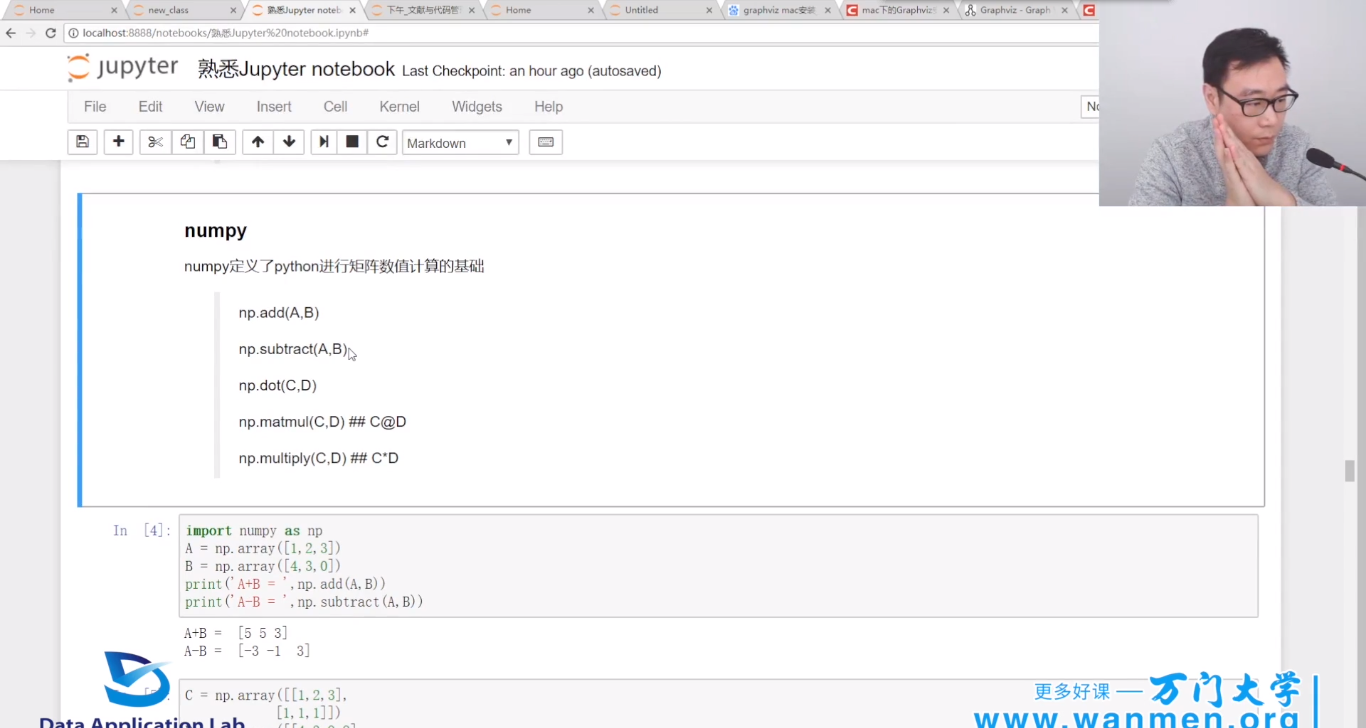 Home
new_class
熟悉Jupyter noteb
下午_文献与代码管
Home
Untitled
graphviz mac安装
mac下的Graphviz
Graphviz - Graph
localhost:8888/notebooks/熟悉Jupyter%20notebook.ipynb#
jupyter 熟悉Jupyter notebook Last Checkpoint: an hour ago (autosaved)
File Edit View Insert Cell Kernel Widgets Help
No
Markdown
numpy
numpy定义了python进行矩阵数值计算的基础
np.add(A,B)
np.subtract(A,B)
np.dot(C,D)
np.matmul(C,D) ## C@D
np.multiply(C,D) ## C*D
In [4]:
import numpy as np
A = np.array([1,2,3])
B = np.array([4,3,0])
print('A+B = ',np.add(A,B))
print('A-B = ',np.subtract(A,B))
A+B =  [5 5 3]
A-B =  [-3 -1  3]
C = np.array([[1,2,3],
[1,1,1]])
Data Application Lab
更多好课 — 万门大学
www.wanmen.org